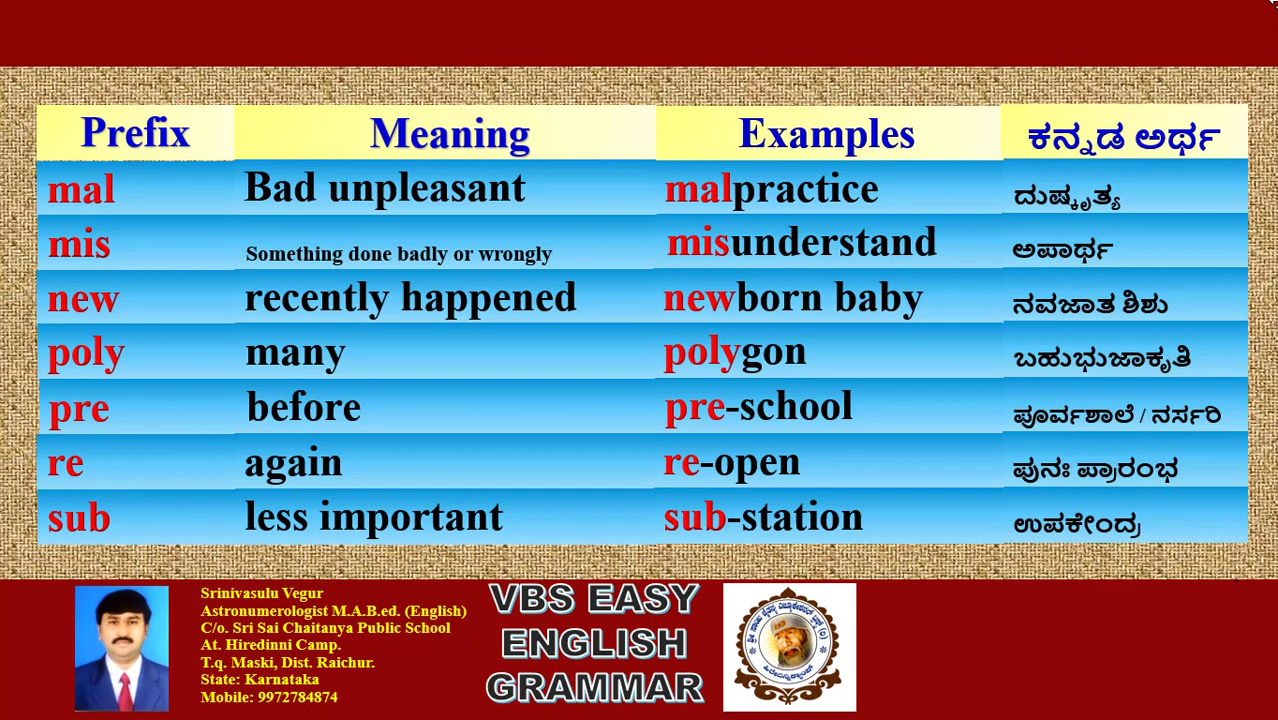 Prefix Meaning Examples ಕನ್ನಡ ಅರ್ಥ
mal Bad unpleasant malpractice ದುಷ್ಕೃತ್ಯ
mis Something done badly or wrongly misunderstand ಅಪಾರ್ಥ
new recently happened newborn baby ನವಜಾತ ಶಿಶು
poly many polygon ಬಹುಭುಜಾಕೃತಿ
pre before pre-school ಪೂರ್ವಶಾಲೆ / ನರ್ಸರಿ
re again re-open ಪುನಃ ಪ್ರಾರಂಭ
sub less important sub-station ಉಪಕೇಂದ್ರ
Srinivasulu Vegur
Astronumerologist M.A.B.ed. (English)
C/o. Sri Sai Chaitanya Public School
At. Hiredinni Camp.
T.q. Maski, Dist. Raichur.
State: Karnataka
Mobile: 9972784874
VBS EASY
ENGLISH
GRAMMAR